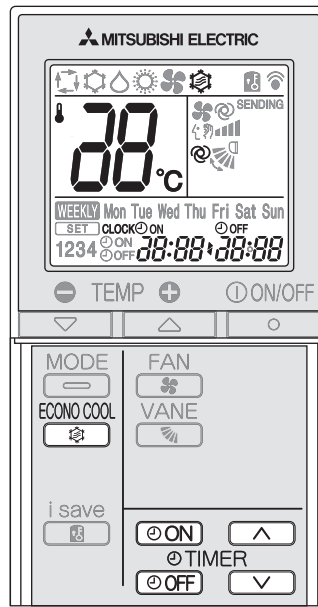 MITSUBISHI ELECTRIC
SENDING
88°C
WEEKLY Mon Tue Wed Thu Fri Sat Sun
SET CLOCK ON OFF
1234 ON OFF 88:88 88:88
TEMP ON/OFF
MODE FAN
ECONO COOL VANE
i save
ON
TIMER
OFF